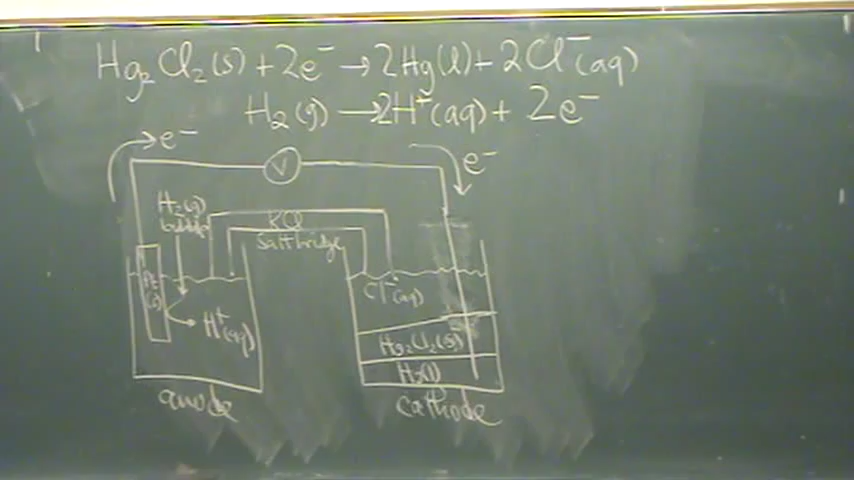 Hg₂Cl₂(s) + 2e⁻ → 2Hg(l) + 2Cl⁻(aq)
H₂(g) → 2H⁺(aq) + 2e⁻
e⁻
V
e⁻
H₂(g)
KCl
Salt bridge
Pt(s)
H⁺(aq)
Cl⁻(aq)
Hg₂Cl₂(s)
Hg(l)
anode
cathode